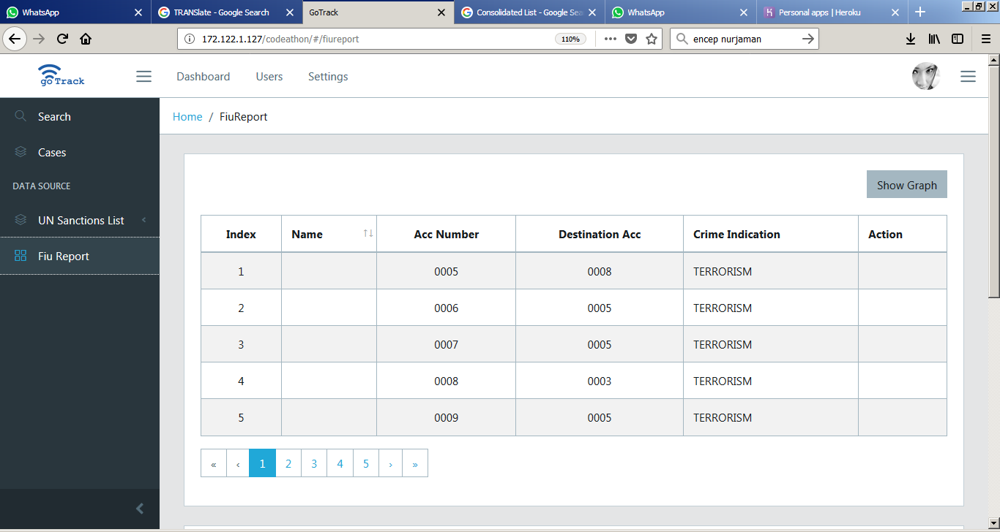 WhatsApp
TRANSlate - Google Search
GoTrack
Consolidated List - Google Sea
WhatsApp
Personal apps | Heroku
172.122.1.127/codeathon/#/fiureport
110%
encep nurjaman
goTrack
Dashboard
Users
Settings
Search
Cases
DATA SOURCE
UN Sanctions List
Fiu Report
Home / FiuReport
Show Graph
Index Name Acc Number Destination Acc Crime Indication Action
1 0005 0008 TERRORISM
2 0006 0005 TERRORISM
3 0007 0005 TERRORISM
4 0008 0003 TERRORISM
5 0009 0005 TERRORISM
« ‹ 1 2 3 4 5 › »